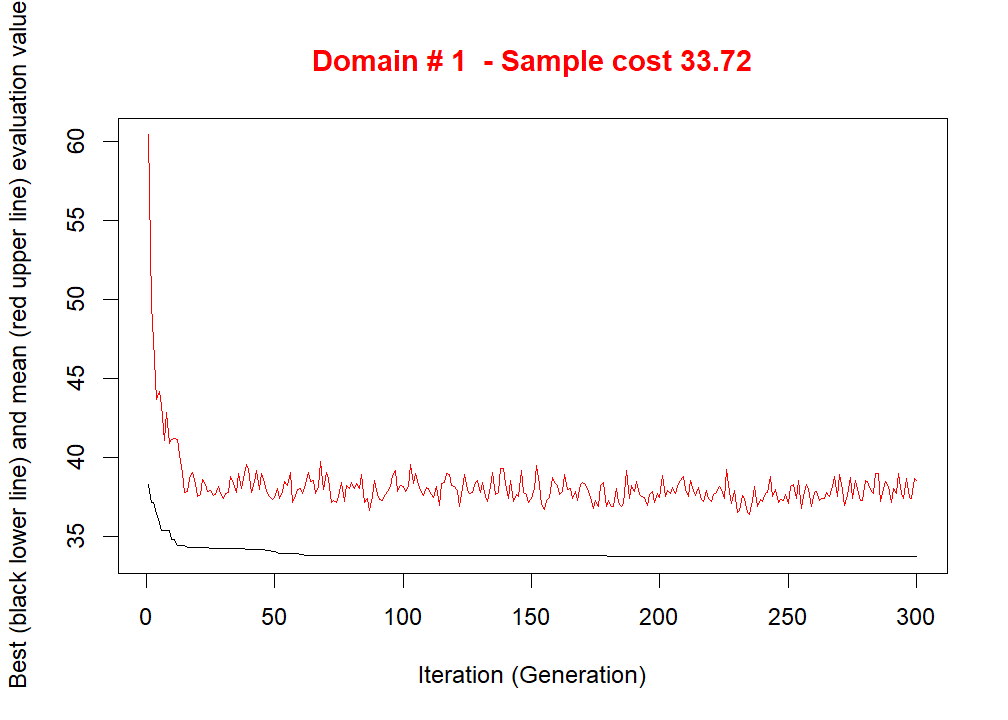 Domain # 1  - Sample cost 33.72
Best (black lower line) and mean (red upper line) evaluation value
60
55
50
45
40
35
0 50 100 150 200 250 300
Iteration (Generation)